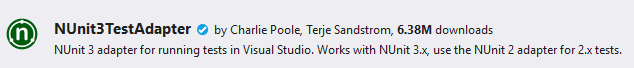 NUnit3TestAdapter by Charlie Poole, Terje Sandstrom, 6.38M downloads
NUnit 3 adapter for running tests in Visual Studio. Works with NUnit 3.x, use the NUnit 2 adapter for 2.x tests.